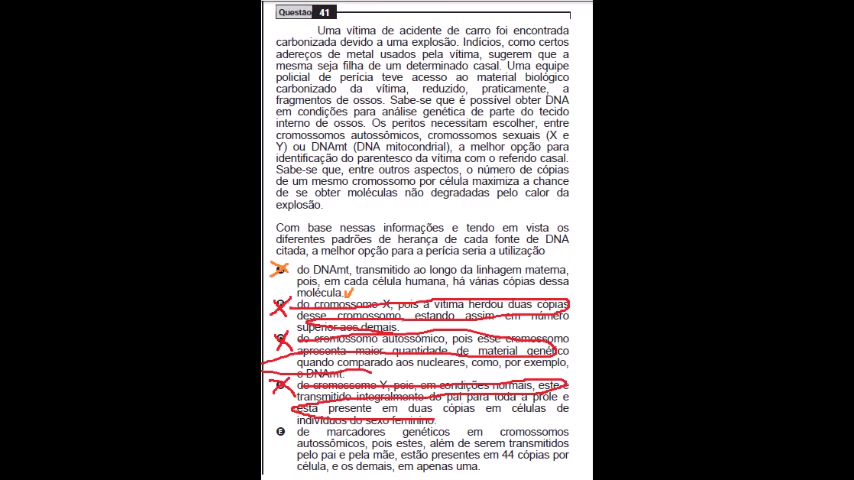 Questão 41
Uma vítima de acidente de carro foi encontrada
carbonizada devido a uma explosão. Indícios, como certos
adereços de metal usados pela vítima, sugerem que a
mesma seja filha de um determinado casal. Uma equipe
policial de perícia teve acesso ao material biológico
carbonizado da vítima, reduzido, praticamente, a
fragmentos de ossos. Sabe-se que é possível obter DNA
em condições para análise genética de parte do tecido
interno de ossos. Os peritos necessitam escolher, entre
cromossomos autossômicos, cromossomos sexuais (X e
Y) ou DNAmt (DNA mitocondrial), a melhor opção para
identificação do parentesco da vítima com o referido casal.
Sabe-se que, entre outros aspectos, o número de cópias
de um mesmo cromossomo por célula maximiza a chance
de se obter moléculas não degradadas pelo calor da
explosão.
Com base nessas informações e tendo em vista os
diferentes padrões de herança de cada fonte de DNA
citada, a melhor opção para a perícia seria a utilização
do DNAmt, transmitido ao longo da linhagem materna,
pois, em cada célula humana, há várias cópias dessa
molécula.
do cromossomo X, pois a vítima herdou duas cópias
desse cromossomo, estando assim em número
superior aos demais.
do cromossomo autossômico, pois esse cromossomo
apresenta maior quantidade de material genético
quando comparado aos nucleares, como, por exemplo,
o DNAmt.
do cromossomo Y, pois, em condições normais, este é
transmitido integralmente do pai para toda a prole e
está presente em duas cópias em células de
indivíduos do sexo feminino.
E de marcadores genéticos em cromossomos
autossômicos, pois estes, além de serem transmitidos
pelo pai e pela mãe, estão presentes em 44 cópias por
célula, e os demais, em apenas uma.